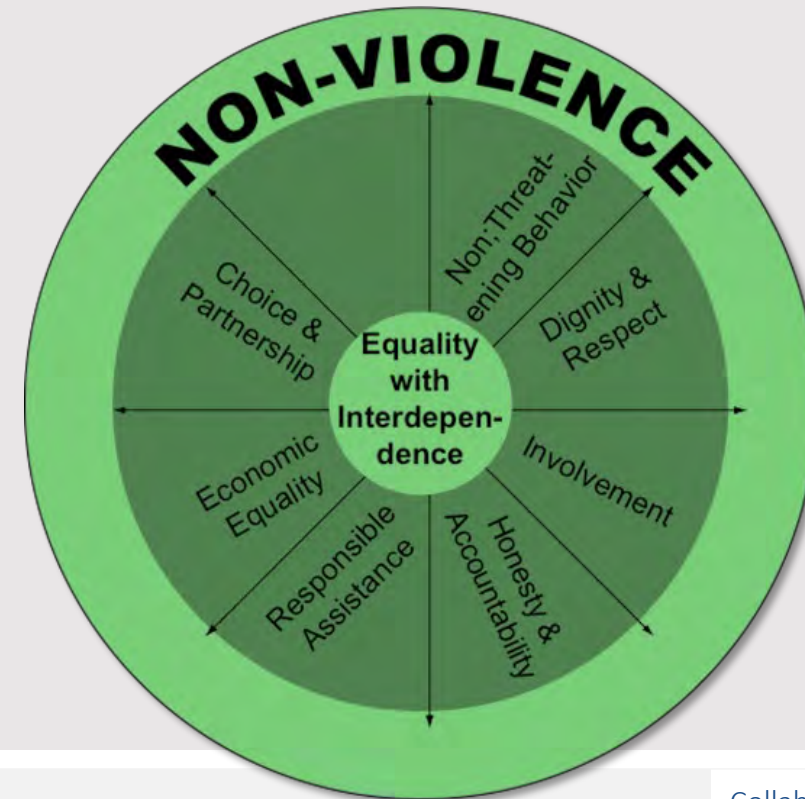 NON-VIOLENCE
Non;Threat-
ening Behavior
Dignity &
Respect
Involvement
Honesty &
Accountability
Responsible
Assistance
Economic
Equality
Choice &
Partnership
Equality
with
Interdepen-
dence